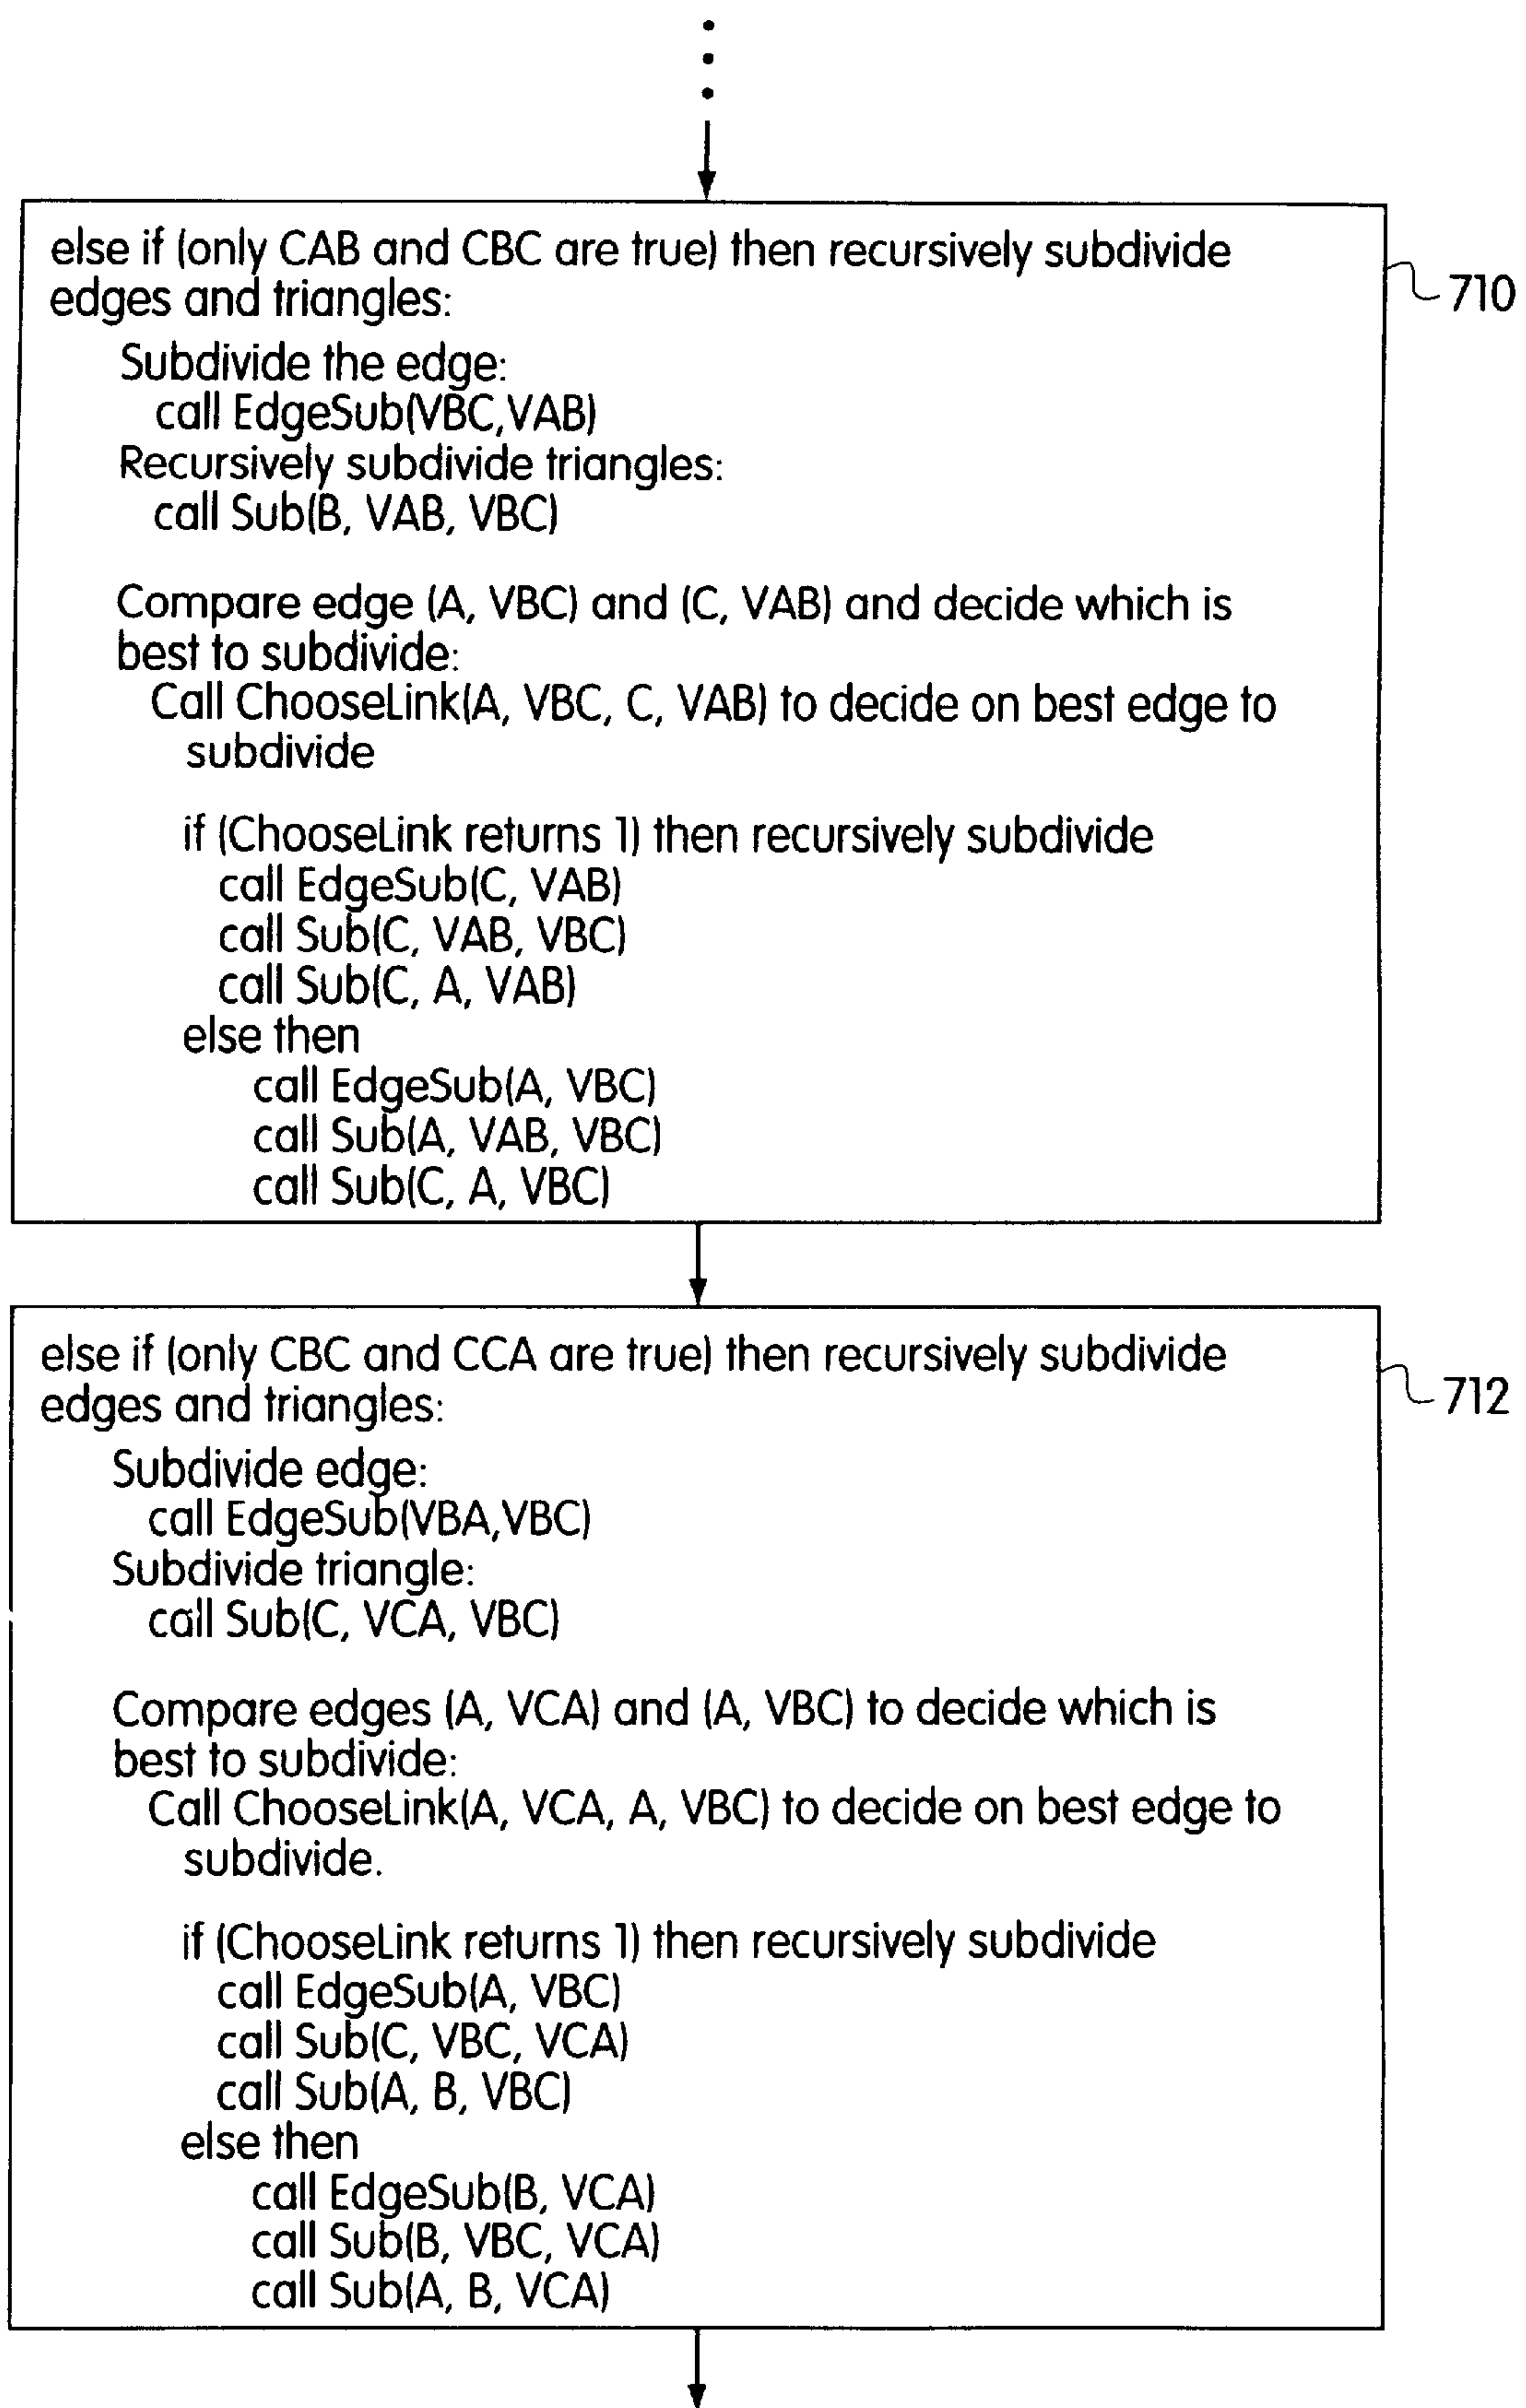 else if (only CAB and CBC are true) then recursively subdivide
edges and triangles:
710
Subdivide the edge:
call EdgeSub(VBC,VAB)
Recursively subdivide triangles:
call Sub(B, VAB, VBC)
Compare edge (A, VBC) and (C, VAB) and decide which is
best to subdivide:
Call ChooseLink(A, VBC, C, VAB) to decide on best edge to
subdivide
if (ChooseLink returns 1) then recursively subdivide
call EdgeSub(C, VAB)
call Sub(C, VAB, VBC)
call Sub(C, A, VAB)
else then
call EdgeSub(A, VBC)
call Sub(A, VAB, VBC)
call Sub(C, A, VBC)
else if (only CBC and CCA are true) then recursively subdivide
edges and triangles:
712
Subdivide edge:
call EdgeSub(VBA,VBC)
Subdivide triangle:
call Sub(C, VCA, VBC)
Compare edges (A, VCA) and (A, VBC) to decide which is
best to subdivide:
Call ChooseLink(A, VCA, A, VBC) to decide on best edge to
subdivide.
if (ChooseLink returns 1) then recursively subdivide
call EdgeSub(A, VBC)
call Sub(C, VBC, VCA)
call Sub(A, B, VBC)
else then
call EdgeSub(B, VCA)
call Sub(B, VBC, VCA)
call Sub(A, B, VCA)